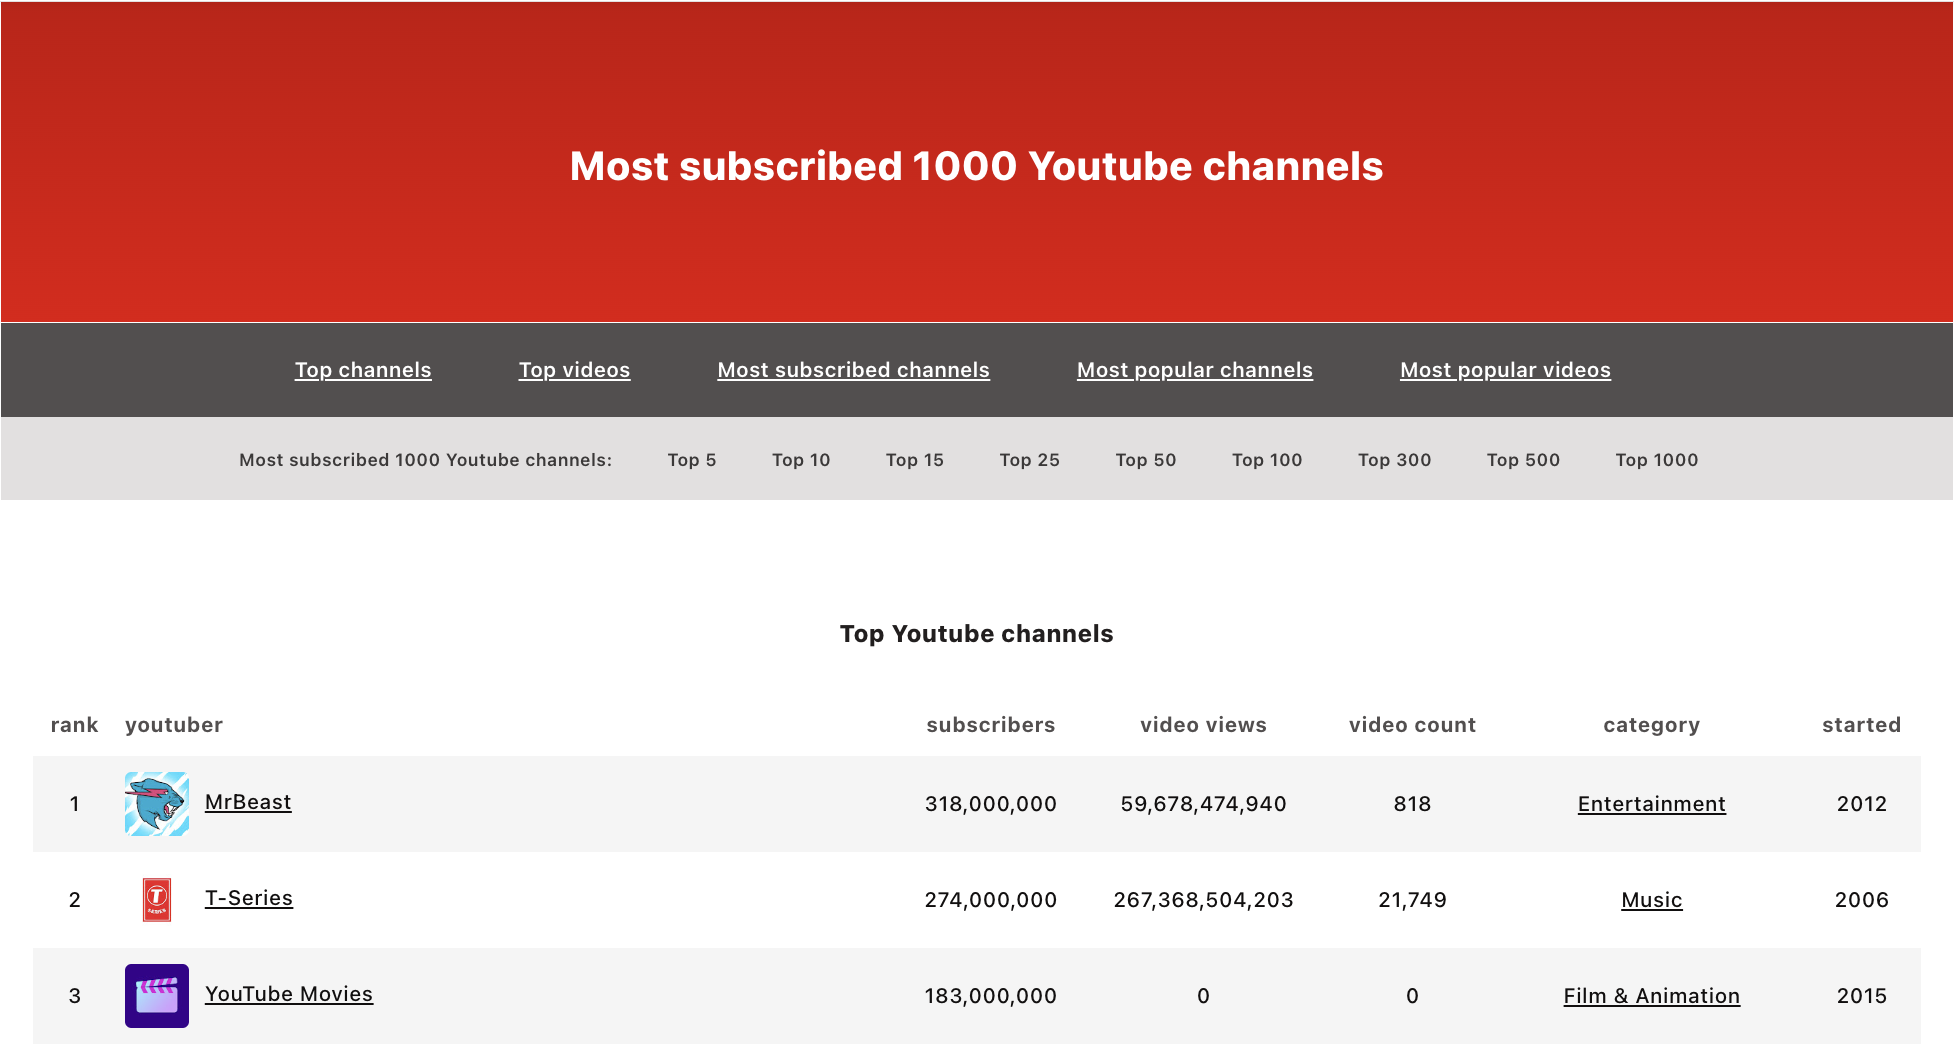 Most subscribed 1000 Youtube channels
Top channels Top videos Most subscribed channels Most popular channels Most popular videos
Most subscribed 1000 Youtube channels: Top 5 Top 10 Top 15 Top 25 Top 50 Top 100 Top 300 Top 500 Top 1000
Top Youtube channels
rank youtuber subscribers video views video count category started
1 MrBeast 318,000,000 59,678,474,940 818 Entertainment 2012
2 T SERIES T-Series 274,000,000 267,368,504,203 21,749 Music 2006
3 YouTube Movies 183,000,000 0 0 Film & Animation 2015